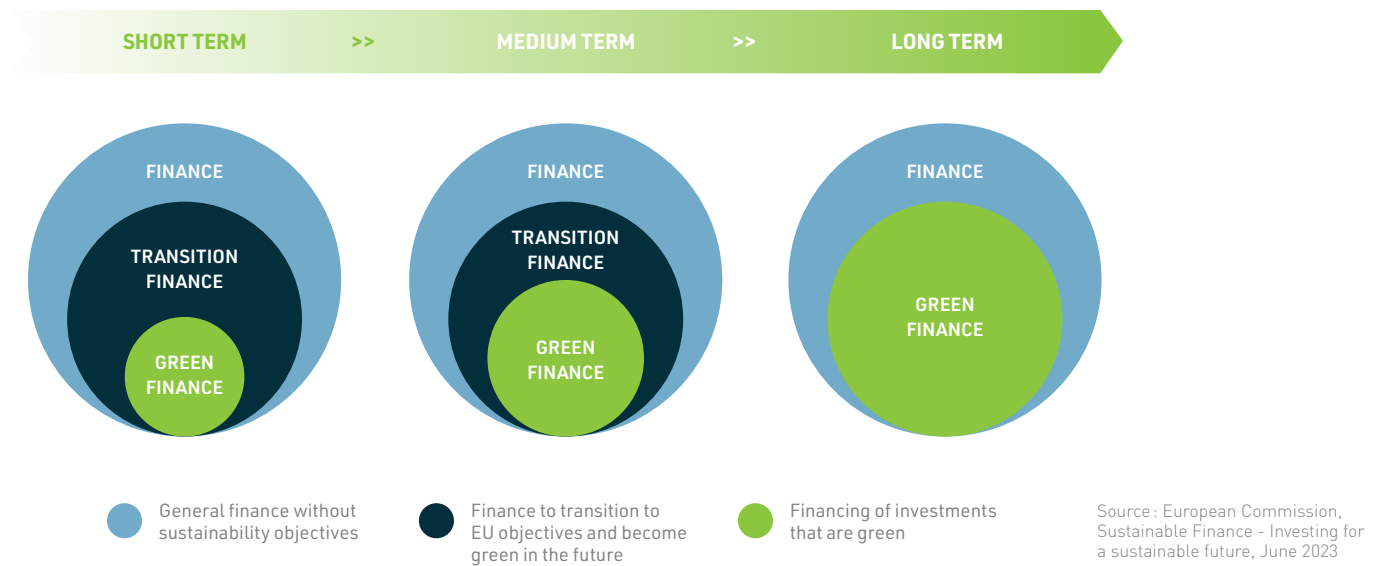 SHORT TERM >> MEDIUM TERM >> LONG TERM
FINANCE
TRANSITION
FINANCE
GREEN
FINANCE
FINANCE
TRANSITION
FINANCE
GREEN
FINANCE
FINANCE
GREEN
FINANCE
General finance without
sustainability objectives
Finance to transition to
EU objectives and become
green in the future
Financing of investments
that are green
Source : European Commission,
Sustainable Finance - Investing for
a sustainable future, June 2023